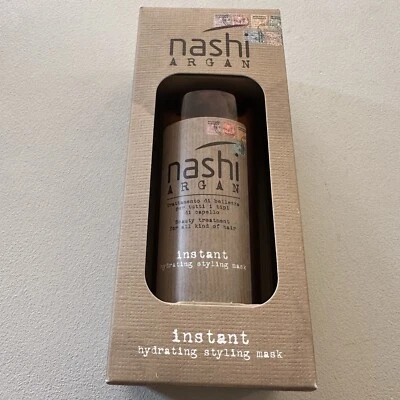 nashi
ARGAN
nashi
ARGAN
Trattamento di bellezza
per tutti i tipi
di capello
Beauty treatment
for all kind of hair
instant
hydrating styling mask
instant
hydrating styling mask